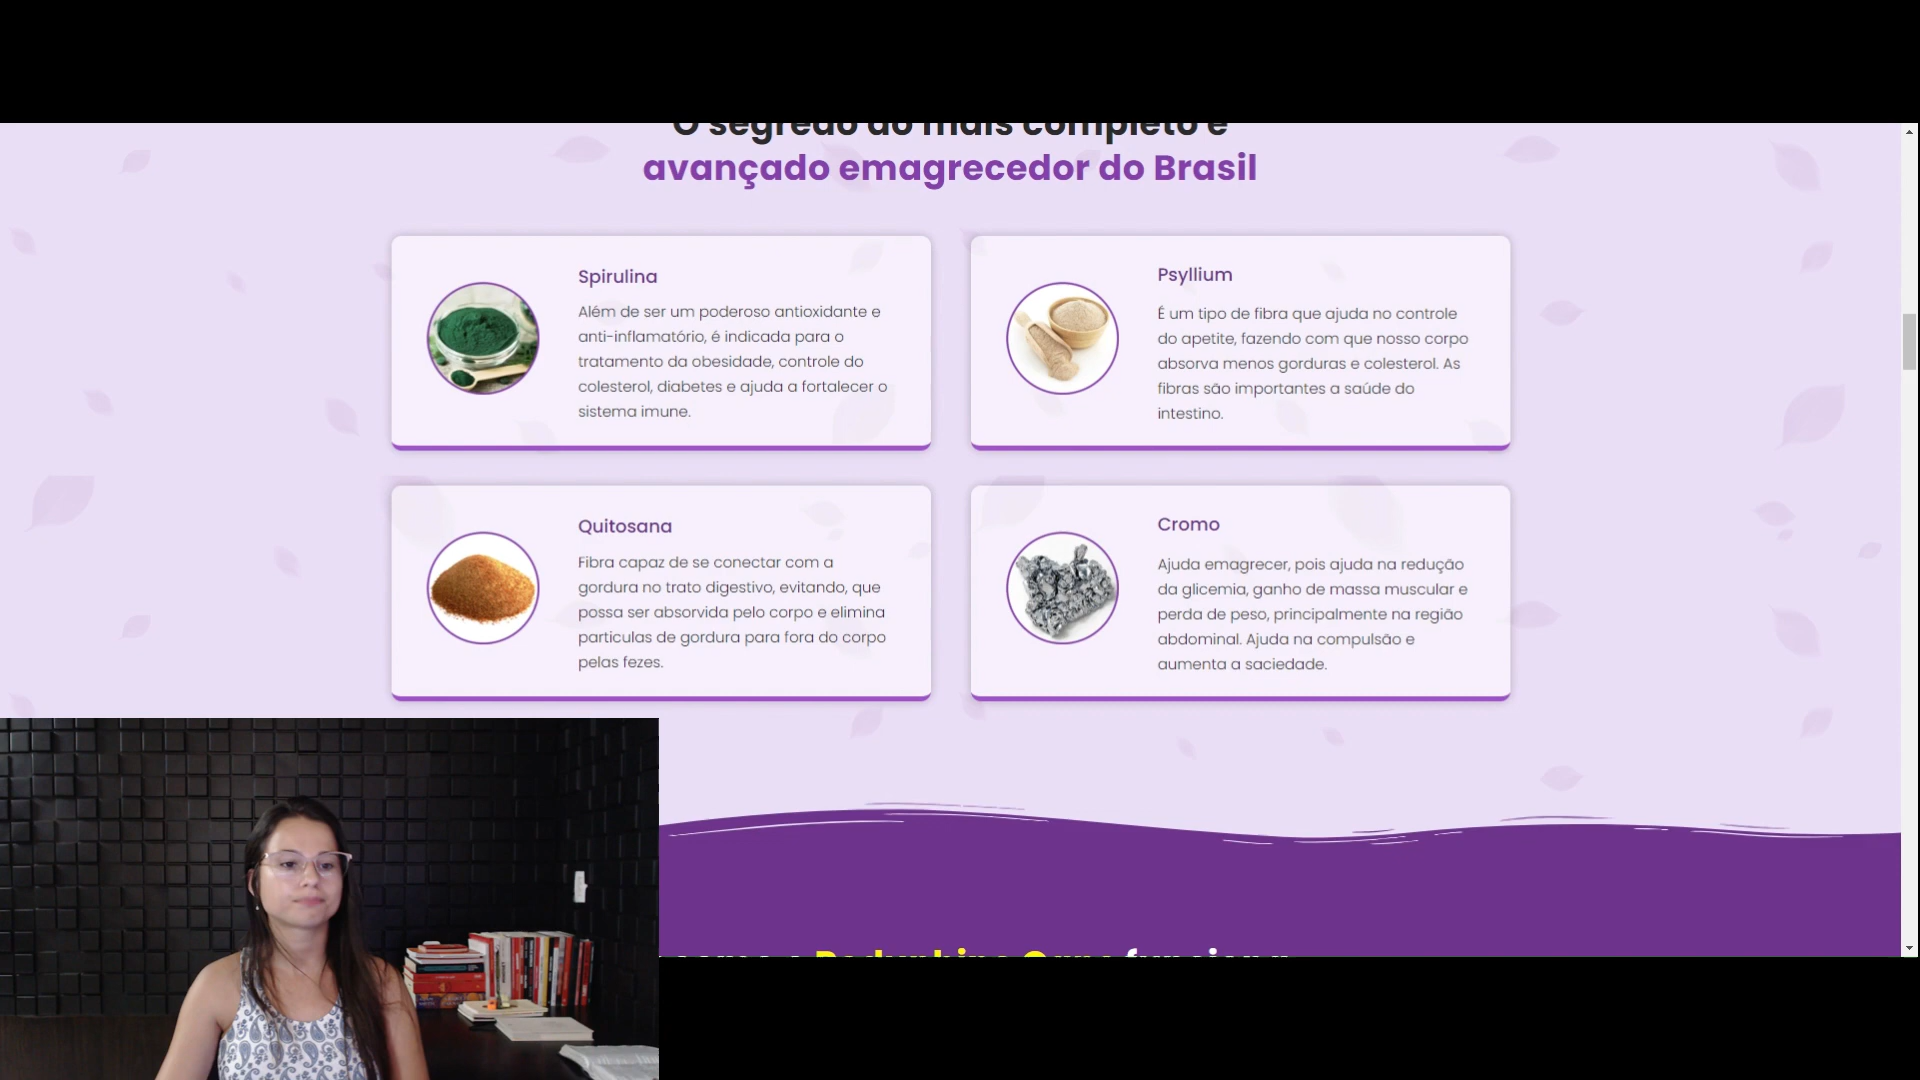 O segredo do mais completo e
avançado emagrecedor do Brasil
Spirulina
Além de ser um poderoso antioxidante e
anti-inflamatório, é indicada para o
tratamento da obesidade, controle do
colesterol, diabetes e ajuda a fortalecer o
sistema imune.
Psyllium
É um tipo de fibra que ajuda no controle
do apetite, fazendo com que nosso corpo
absorva menos gorduras e colesterol. As
fibras são importantes a saúde do
intestino.
Quitosana
Fibra capaz de se conectar com a
gordura no trato digestivo, evitando, que
possa ser absorvida pelo corpo e elimina
particulas de gordura para fora do corpo
pelas fezes.
Cromo
Ajuda emagrecer, pois ajuda na redução
da glicemia, ganho de massa muscular e
perda de peso, principalmente na região
abdominal. Ajuda na compulsão e
aumenta a saciedade.